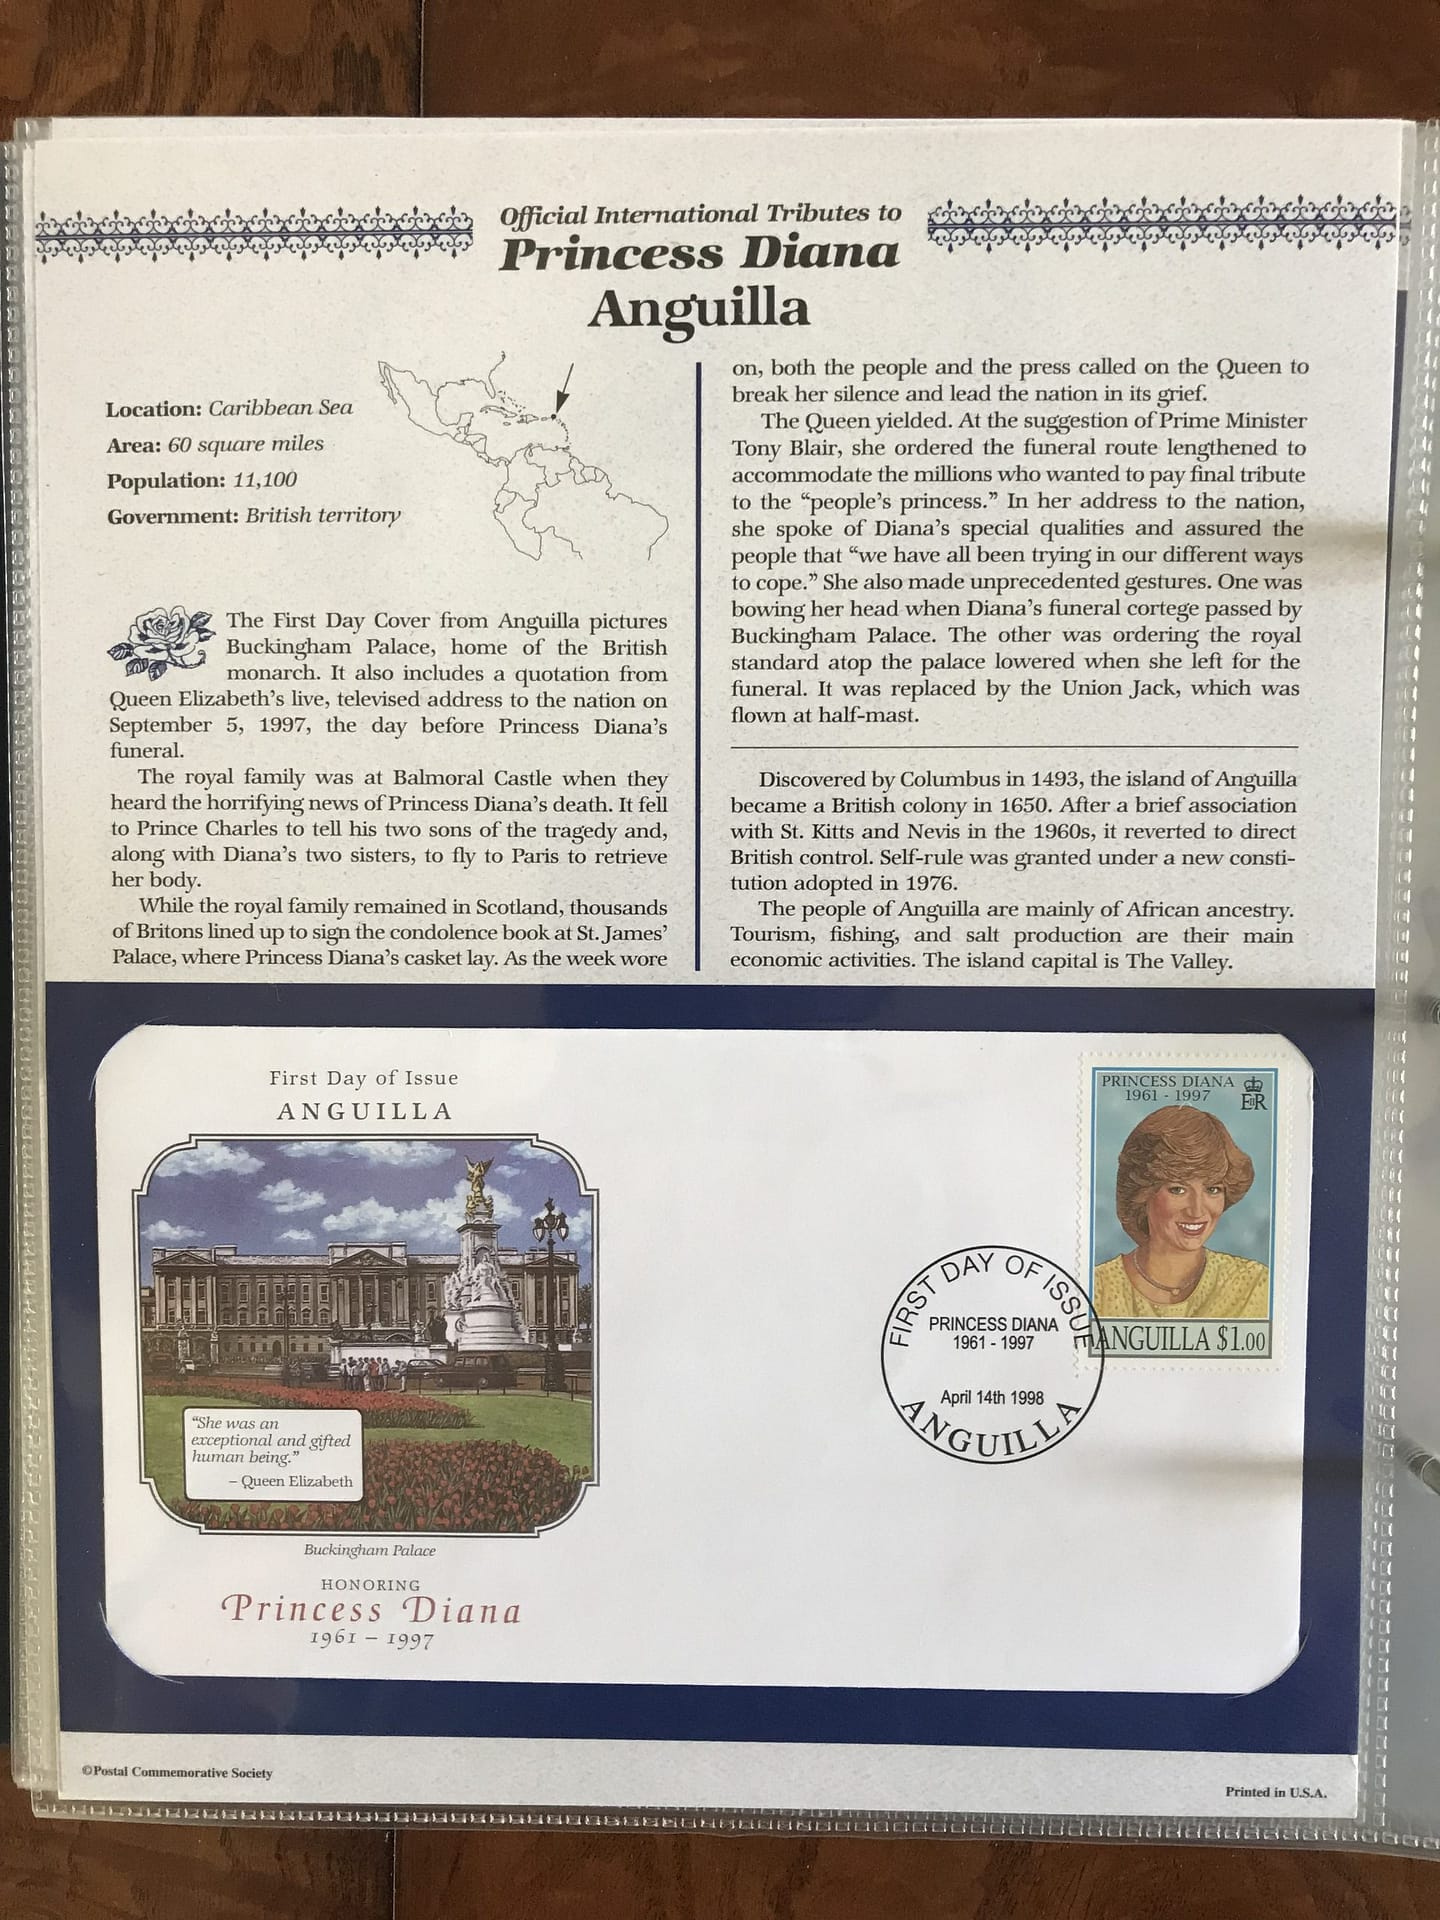 Official International Tributes to
Princess Diana
Anguilla
Location: Caribbean Sea
Area: 60 square miles
Population: 11,100
Government: British territory
The First Day Cover from Anguilla pictures
Buckingham Palace, home of the British
monarch. It also includes a quotation from
Queen Elizabeth's live, televised address to the nation on
September 5, 1997, the day before Princess Diana's
funeral.
The royal family was at Balmoral Castle when they
heard the horrifying news of Princess Diana's death. It fell
to Prince Charles to tell his two sons of the tragedy and,
along with Diana's two sisters, to fly to Paris to retrieve
her body.
While the royal family remained in Scotland, thousands
of Britons lined up to sign the condolence book at St. James'
Palace, where Princess Diana's casket lay. As the week wore
on, both the people and the press called on the Queen to
break her silence and lead the nation in its grief.
The Queen yielded. At the suggestion of Prime Minister
Tony Blair, she ordered the funeral route lengthened to
accommodate the millions who wanted to pay final tribute
to the “people's princess.” In her address to the nation,
she spoke of Diana's special qualities and assured the
people that “we have all been trying in our different ways
to cope.” She also made unprecedented gestures. One was
bowing her head when Diana's funeral cortege passed by
Buckingham Palace. The other was ordering the royal
standard atop the palace lowered when she left for the
funeral. It was replaced by the Union Jack, which was
flown at half-mast.
Discovered by Columbus in 1493, the island of Anguilla
became a British colony in 1650. After a brief association
with St. Kitts and Nevis in the 1960s, it reverted to direct
British control. Self-rule was granted under a new consti-
tution adopted in 1976.
The people of Anguilla are mainly of African ancestry.
Tourism, fishing, and salt production are their main
economic activities. The island capital is The Valley.
First Day of Issue
ANGUILLA
“She was an
exceptional and gifted
human being.”
– Queen Elizabeth
Buckingham Palace
HONORING
Princess Diana
1961 – 1997
FIRST DAY OF ISSUE
PRINCESS DIANA
1961 - 1997
April 14th 1998
ANGUILLA
PRINCESS DIANA
1961 - 1997
EIIR
ANGUILLA $1.00
©Postal Commemorative Society
Printed in U.S.A.